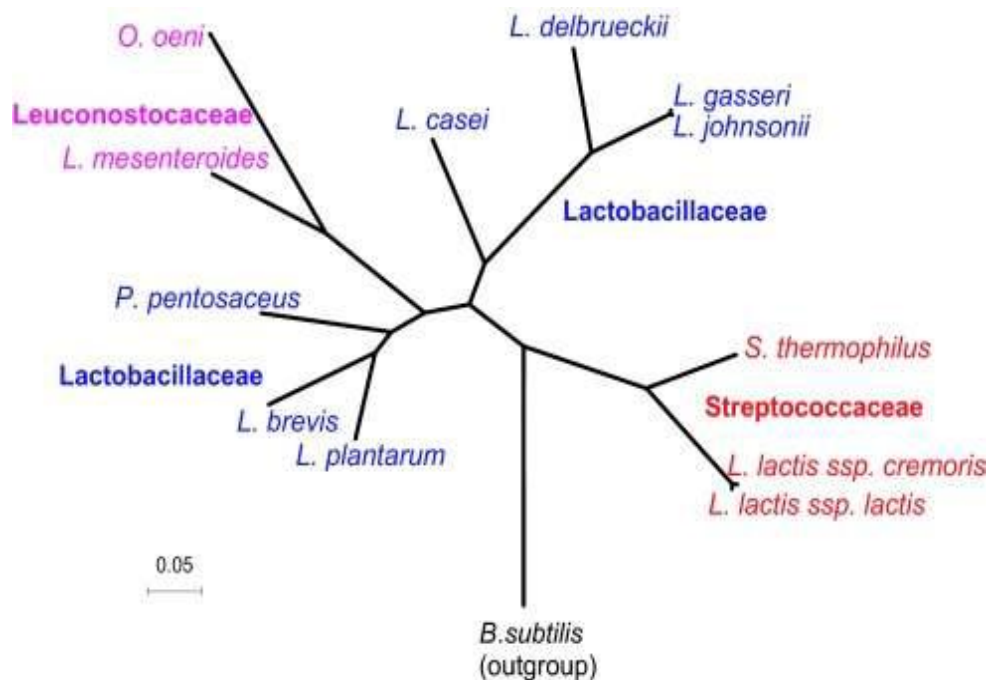 O. oeni
L. delbrueckii
Leuconostocaceae
L. casei
L. gasseri
L. johnsonii
L. mesenteroides
Lactobacillaceae
P. pentosaceus
S. thermophilus
Lactobacillaceae
Streptococcaceae
L. brevis
L. plantarum
L. lactis ssp. cremoris
L. lactis ssp. lactis
0.05
B.subtilis
(outgroup)